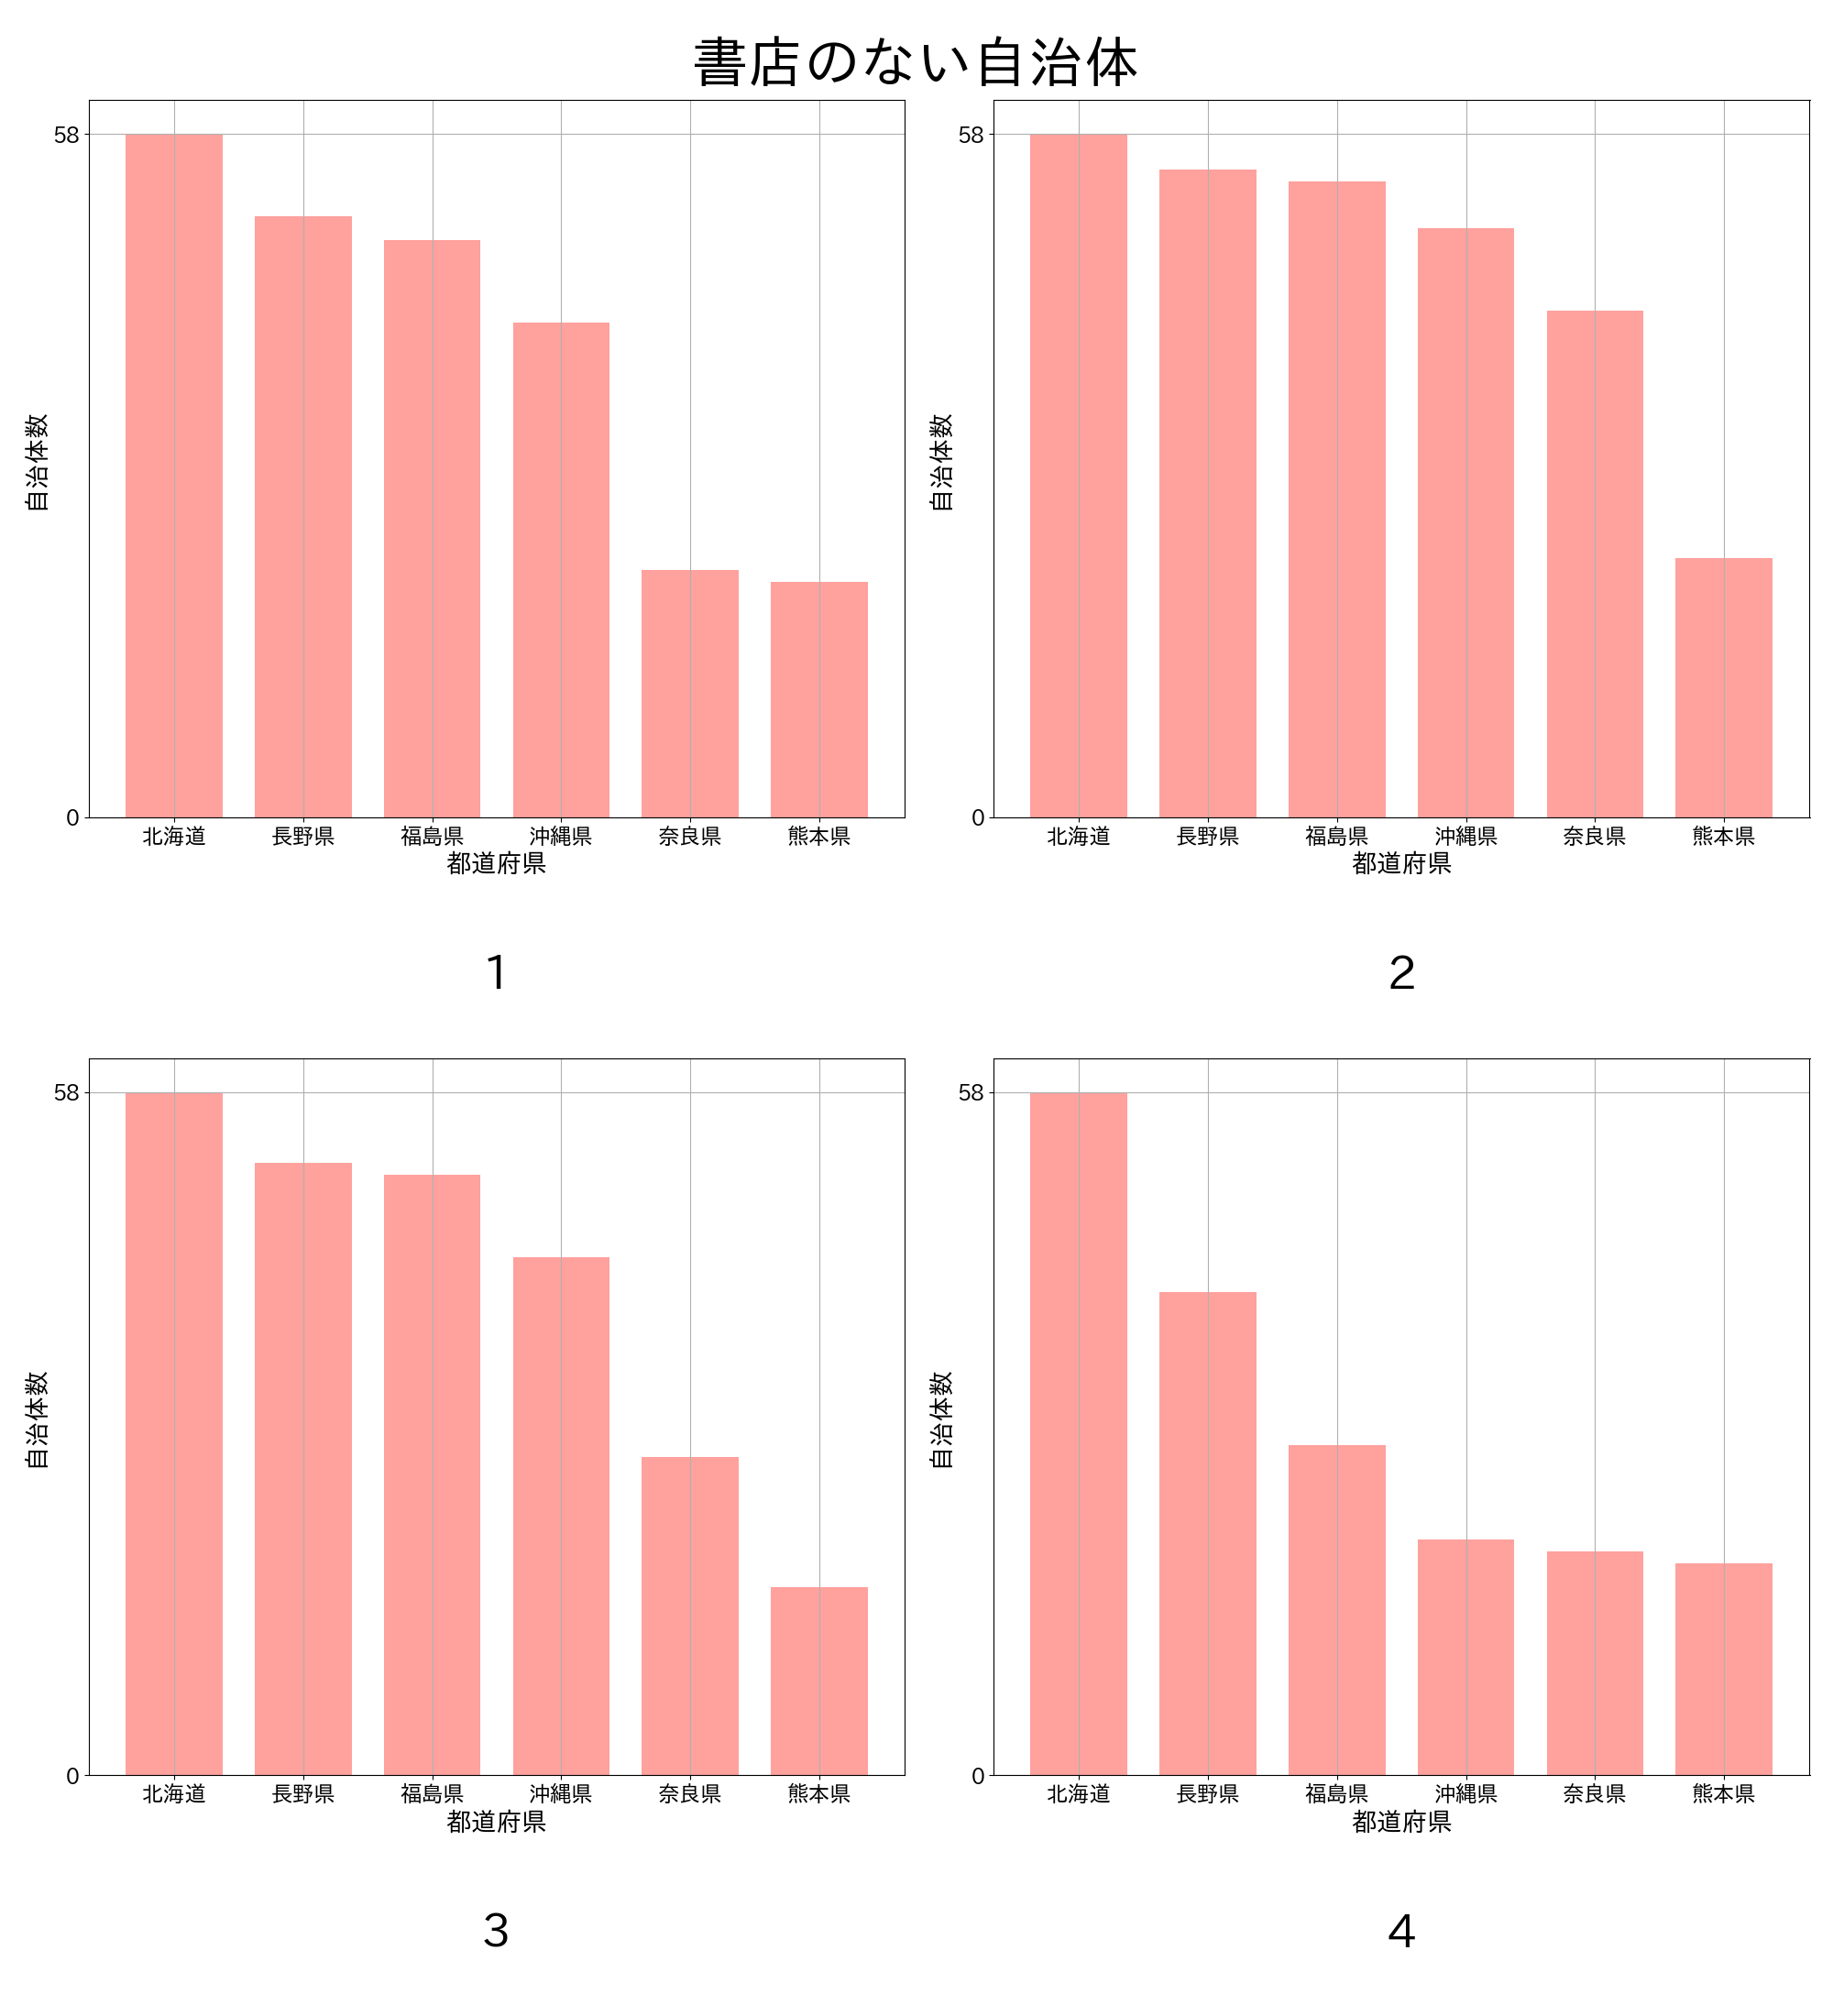 書店のない自治体
58
0
自治体数
北海道 長野県 福島県 沖縄県 奈良県 熊本県
都道府県
1
58
0
自治体数
北海道 長野県 福島県 沖縄県 奈良県 熊本県
都道府県
2
58
0
自治体数
北海道 長野県 福島県 沖縄県 奈良県 熊本県
都道府県
3
58
0
自治体数
北海道 長野県 福島県 沖縄県 奈良県 熊本県
都道府県
4